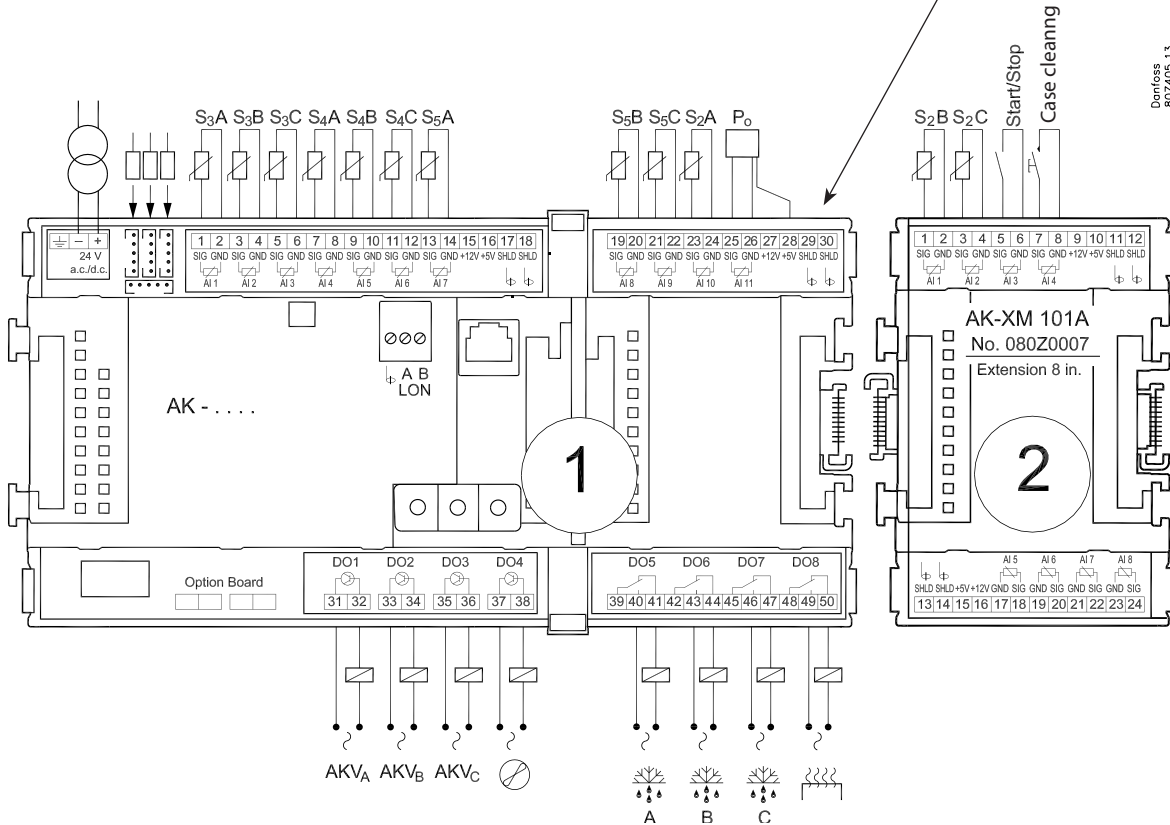 Danfoss
80Z405.13
Start/Stop
Case cleanng
S3A S3B S3C S4A S4B S4C S5A
S5B S5C S2A Po
S2B S2C
– +
24 V
a.c./d.c.
1 2 3 4 5 6 7 8 9 10 11 12 13 14 15 16 17 18
SIG GND SIG GND SIG GND SIG GND SIG GND SIG GND SIG GND +12V +5V SHLD SHLD
AI 1 AI 2 AI 3 AI 4 AI 5 AI 6 AI 7
19 20 21 22 23 24 25 26 27 28 29 30
SIG GND SIG GND SIG GND SIG GND +12V +5V SHLD SHLD
AI 8 AI 9 AI 10 AI 11
1 2 3 4 5 6 7 8 9 10 11 12
SIG GND SIG GND SIG GND SIG GND +12V +5V SHLD SHLD
AI 1 AI 2 AI 3 AI 4
AK-XM 101A
No. 080Z0007
Extension 8 in.
A B
LON
AK - . . . .
1
2
Option Board
DO1 DO2 DO3 DO4
31 32 33 34 35 36 37 38
DO5 DO6 DO7 DO8
39 40 41 42 43 44 45 46 47 48 49 50
AI 5 AI 6 AI 7 AI 8
SHLD SHLD +5V +12V GND SIG GND SIG GND SIG GND SIG
13 14 15 16 17 18 19 20 21 22 23 24
AKVA AKVB AKVC
A B C